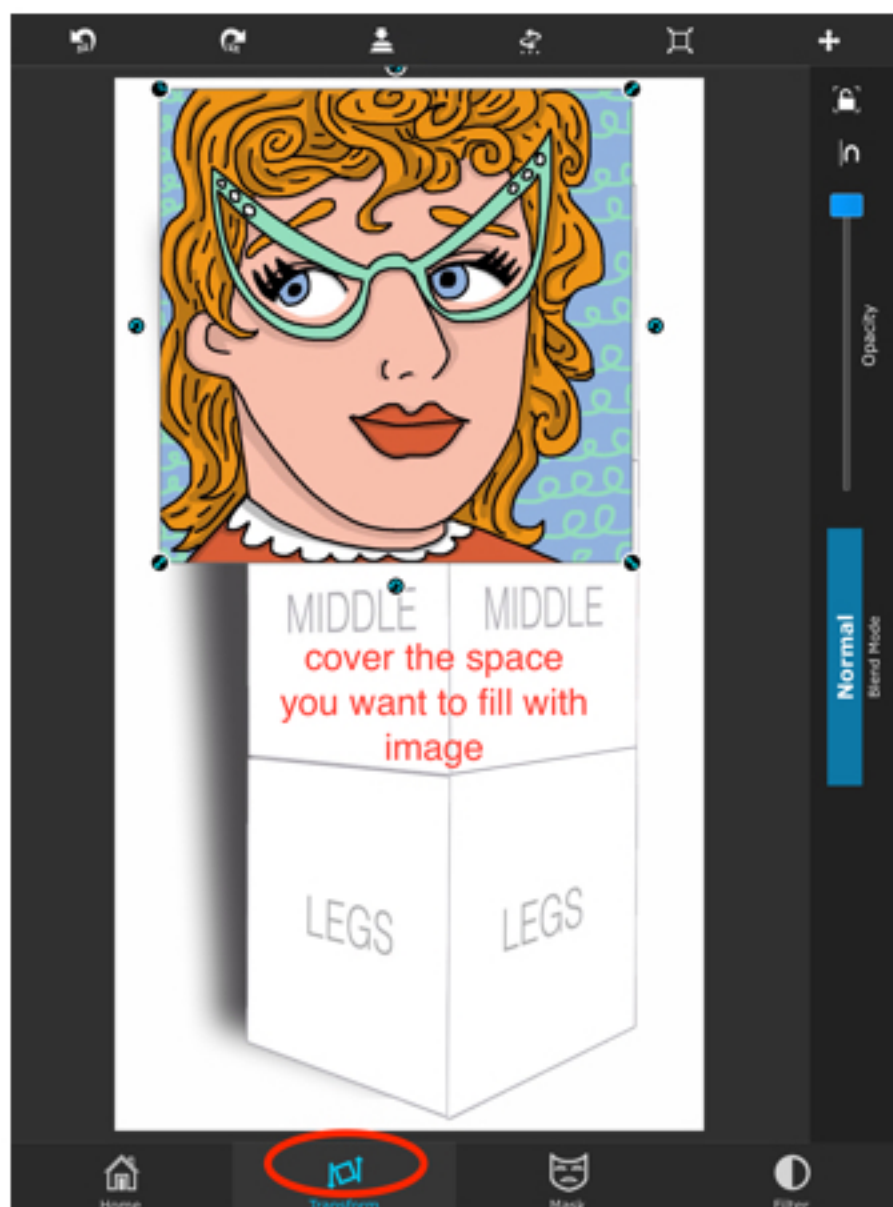 Opacity
Normal
Blend Mode
MIDDLE MIDDLE
cover the space
you want to fill with
image
LEGS LEGS
Home Transform Mask Filter